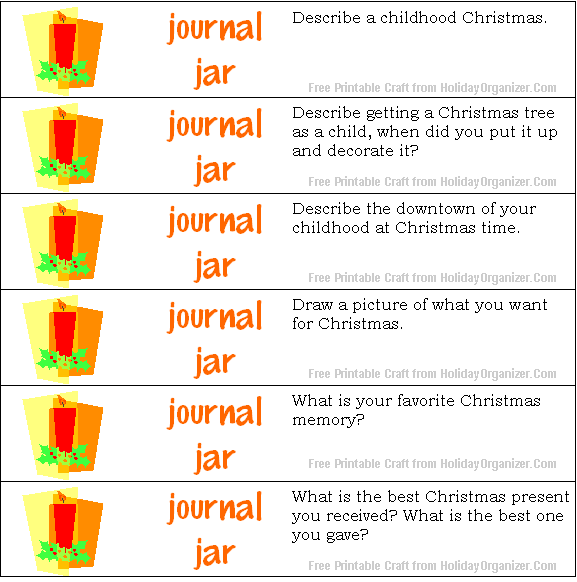 journal
jar
Describe a childhood Christmas.
Free Printable Craft from HolidayOrganizer.Com
journal
jar
Describe getting a Christmas tree
as a child, when did you put it up
and decorate it?
Free Printable Craft from HolidayOrganizer.Com
journal
jar
Describe the downtown of your
childhood at Christmas time.
Free Printable Craft from HolidayOrganizer.Com
journal
jar
Draw a picture of what you want
for Christmas.
Free Printable Craft from HolidayOrganizer.Com
journal
jar
What is your favorite Christmas
memory?
Free Printable Craft from HolidayOrganizer.Com
journal
jar
What is the best Christmas present
you received? What is the best one
you gave?
Free Printable Craft from HolidayOrganizer.Com